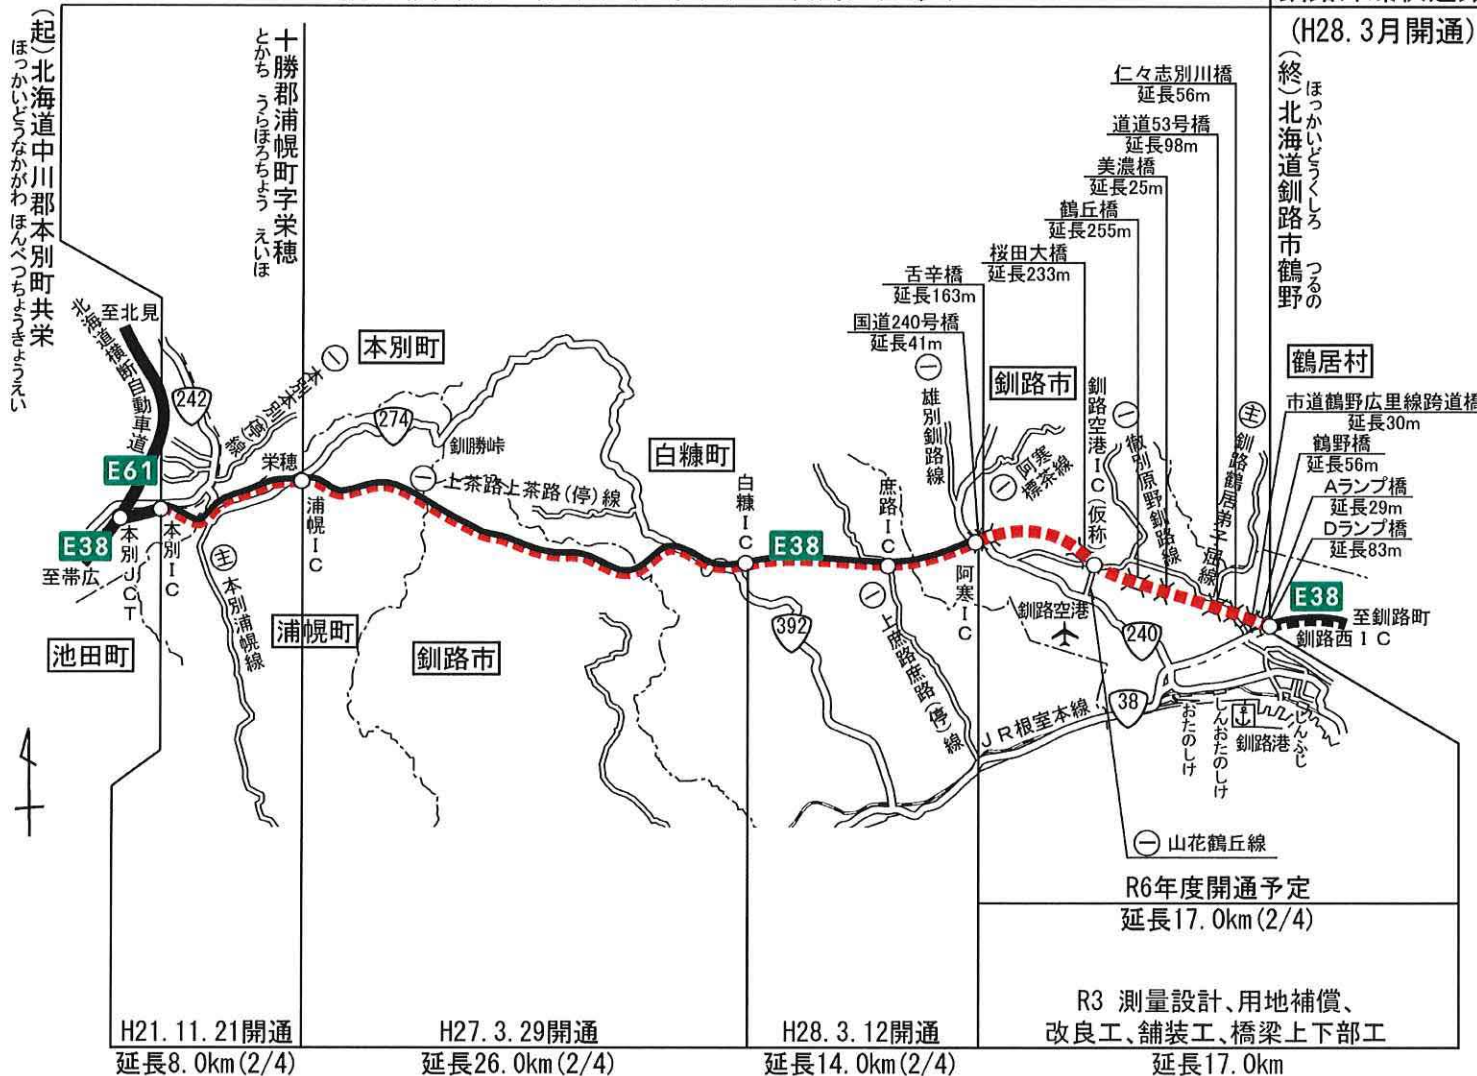 (H28.3月開通)
(起)北海道中川郡本別町共栄
ほっかいどうなかがわ ほんべつちょうきょうえい
十勝郡浦幌町字栄穂
とかち うらほろちょう えいほ
(終)北海道釧路市鶴野
ほっかいどうくしろ つるの
仁々志別川橋
延長56m
道道53号橋
延長98m
美濃橋
延長25m
鶴丘橋
延長255m
桜田大橋
延長233m
舌辛橋
延長163m
国道240号橋
延長41m
鶴居村
市道鶴野広里線跨道橋
延長30m
鶴野橋
延長56m
Aランプ橋
延長29m
Dランプ橋
延長83m
至北見
北海道横断自動車道
242
本別本別(停)線
本別町
274
釧勝峠
栄穂
E61
E38
至帯広
本別JCT
本別IC
主 本別浦幌線
浦幌IC
一 上茶路上茶路(停)線
白糠町
白糠IC
E38
庶路IC
一 雄別釧路線
釧路市
一 阿寒標茶線
釧路空港IC(仮称)
一 徹別原野釧路線
主 釧路鶴居弟子屈線
阿寒IC
釧路空港
E38
至釧路町
釧路西IC
池田町
浦幌町
釧路市
392
一 上庶路庶路(停)線
240
38
JR根室本線
おたのしけ
しんおたのしけ
釧路港
しんふじ
一 山花鶴丘線
R6年度開通予定
延長17.0km(2/4)
R3 測量設計、用地補償、
改良工、舗装工、橋梁上下部工
H21.11.21開通
H27.3.29開通
H28.3.12開通
延長8.0km(2/4)
延長26.0km(2/4)
延長14.0km(2/4)
延長17.0km